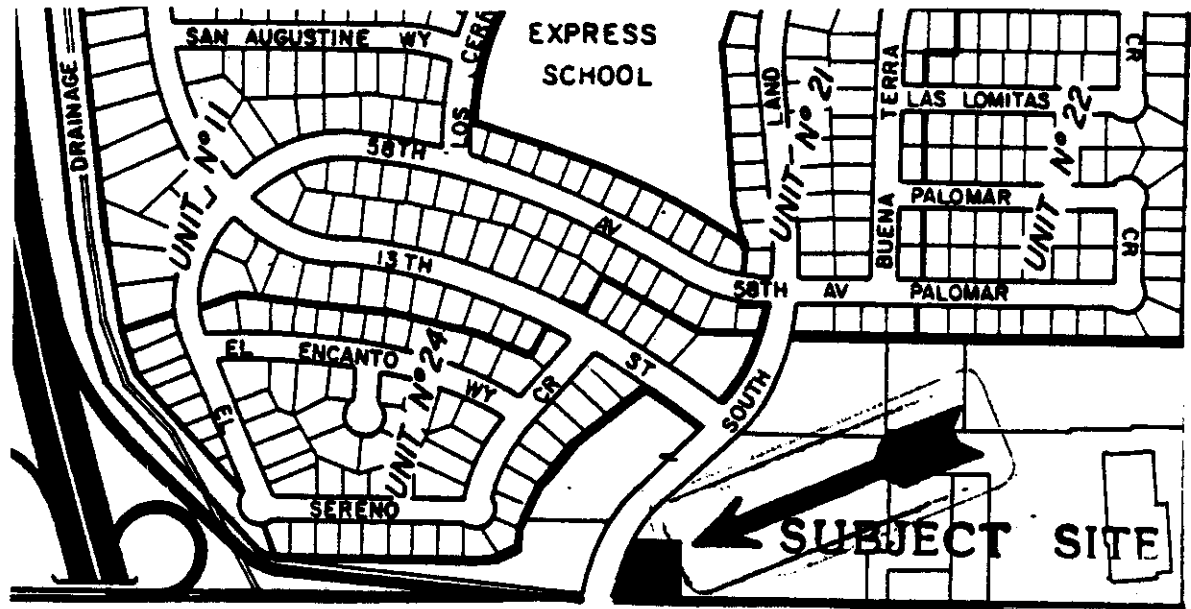 SAN AUGUSTINE WY
LOS
CERR
EXPRESS
SCHOOL
DRAINAGE
UNIT Nº 11
58TH
AV
LAND
UNIT Nº 21
TERRA
BUENA
LAS LOMITAS
CR
UNIT Nº 22
PALOMAR
CR
13TH
ST
58TH AV PALOMAR
EL ENCANTO WY
CR
UNIT Nº 24
EL
SERENO
SOUTH
SUBJECT SITE